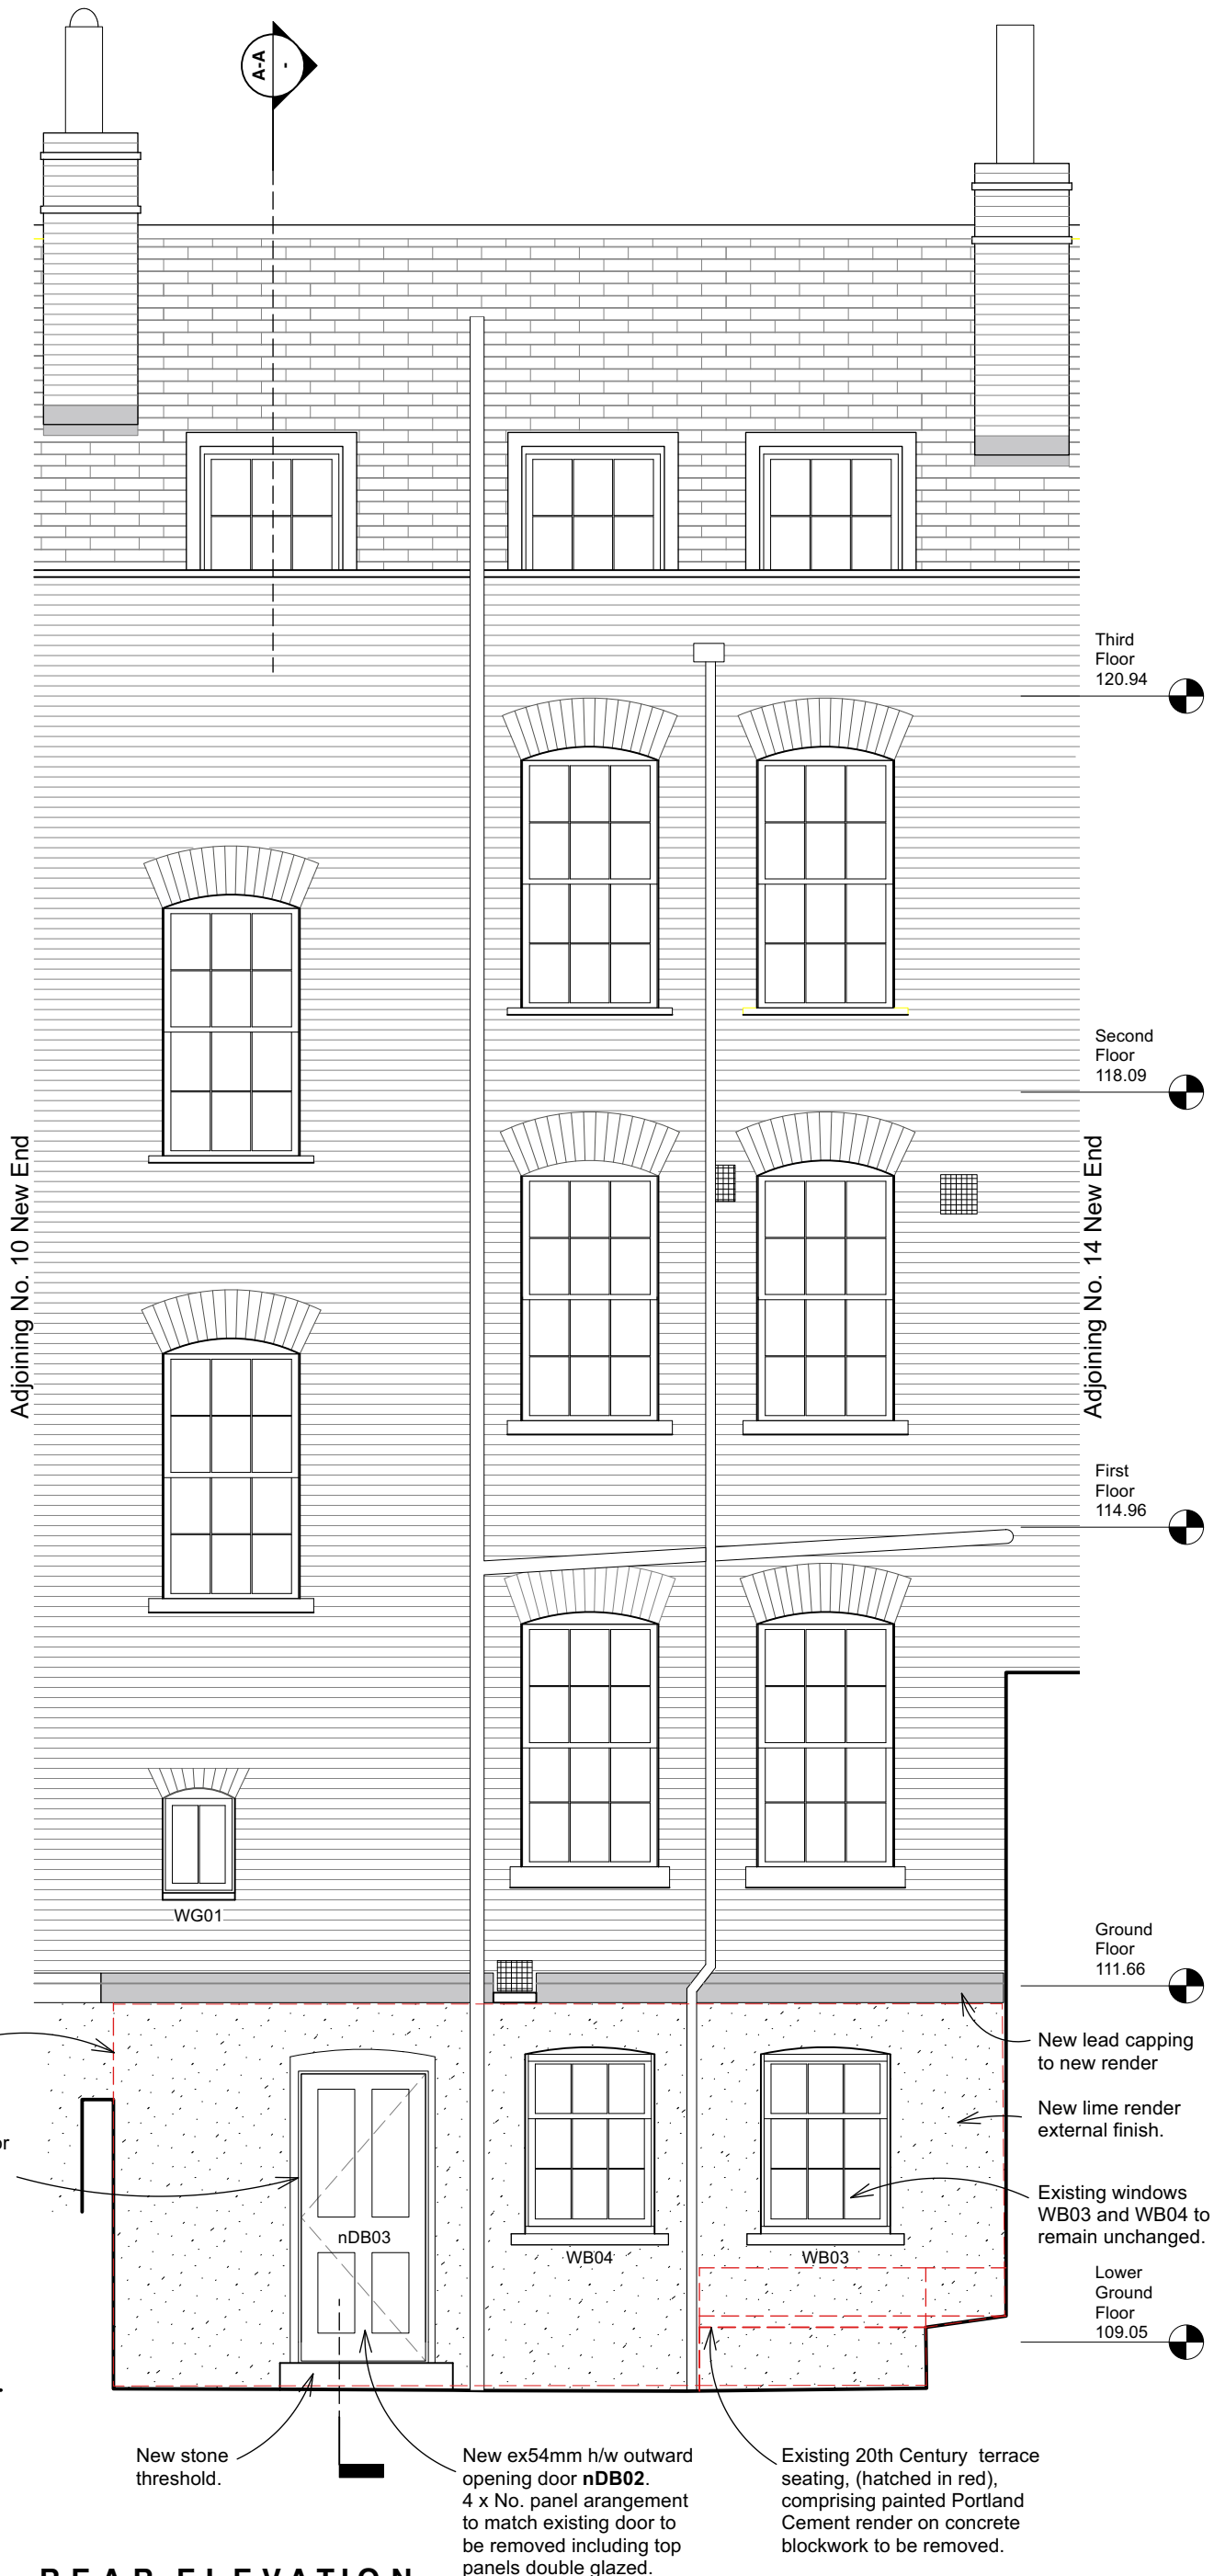 A-A
-
Third
Floor
120.94
Second
Floor
118.09
Adjoining No. 10 New End
Adjoining No. 14 New End
First
Floor
114.96
WG01
Ground
Floor
111.66
New lead capping
to new render
New lime render
external finish.
or
Existing windows
WB03 and WB04 to
remain unchanged.
nDB03
WB04
WB03
Lower
Ground
Floor
109.05
New stone
threshold.
New ex54mm h/w outward
opening door nDB02.
4 x No. panel arangement
to match existing door to
be removed including top
panels double glazed.
Existing 20th Century terrace
seating, (hatched in red),
comprising painted Portland
Cement render on concrete
blockwork to be removed.
REAR ELEVATION